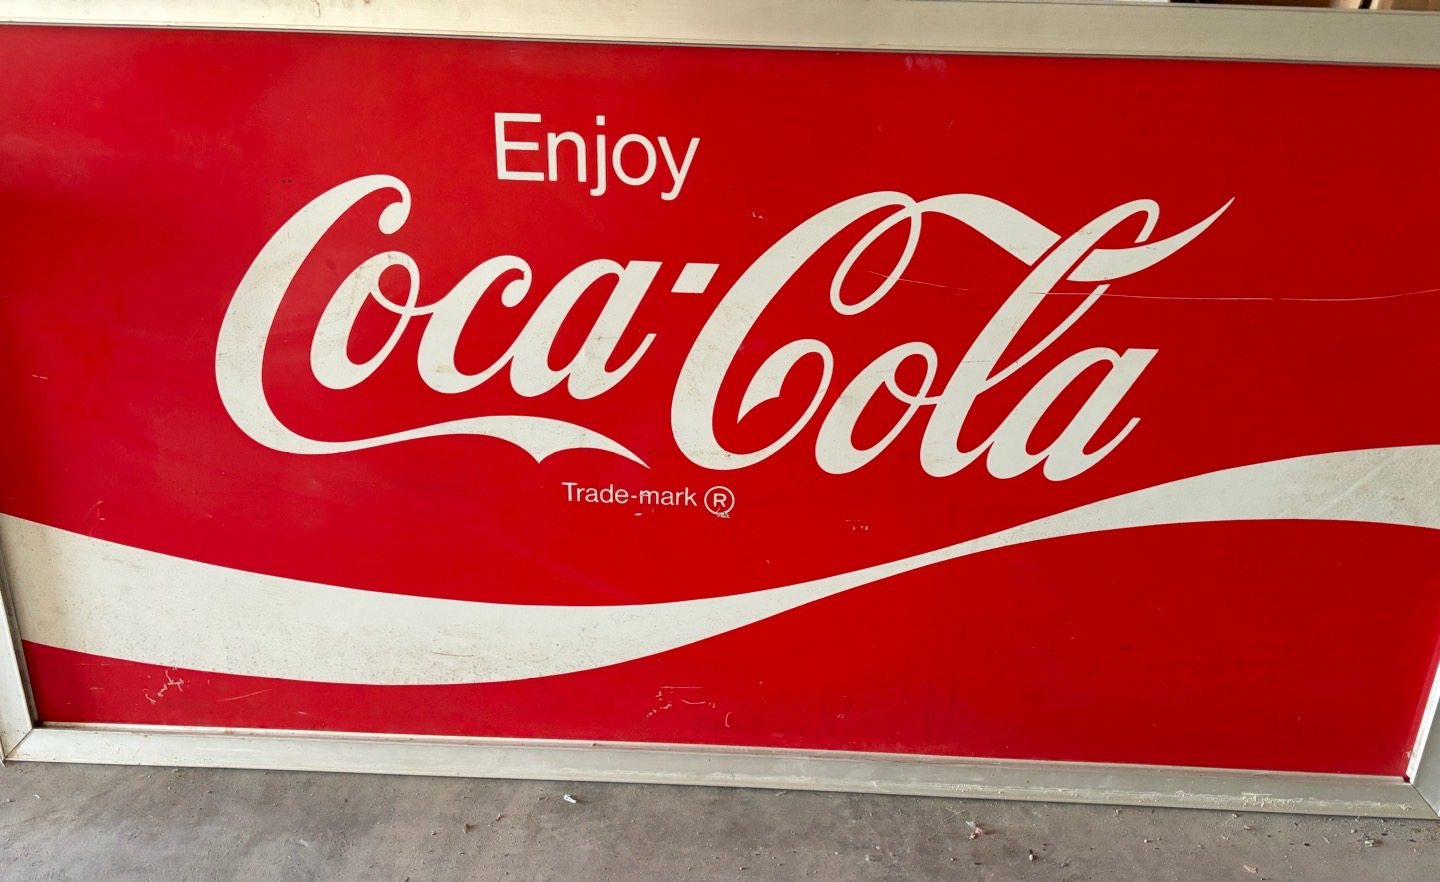 Enjoy
Coca-Cola
Trade-mark ®